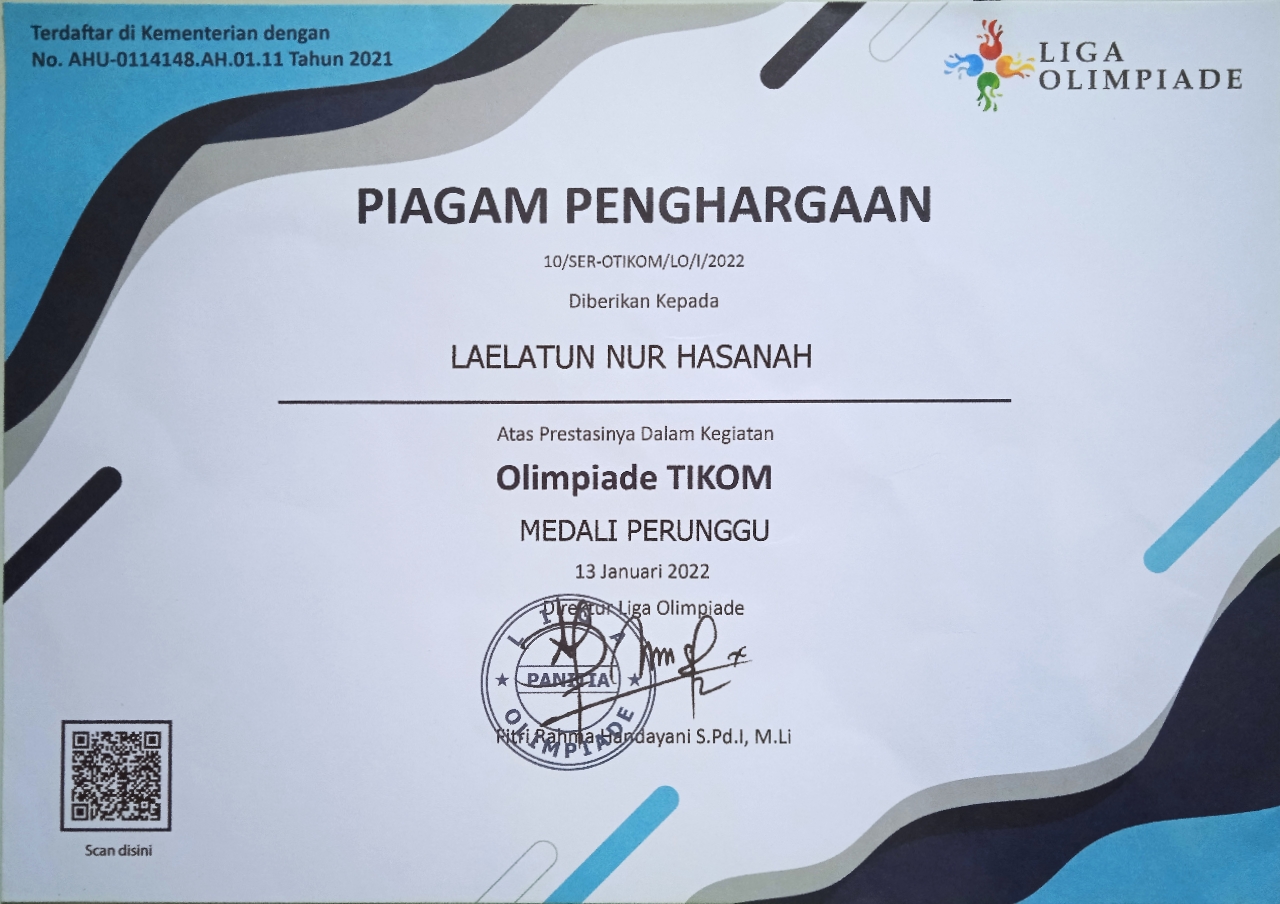 Terdaftar di Kementerian dengan
No. AHU-0114148.AH.01.11 Tahun 2021
LIGA
OLIMPIADE
PIAGAM PENGHARGAAN
10/SER-OTIKOM/LO/I/2022
Diberikan Kepada
LAELATUN NUR HASANAH
Atas Prestasinya Dalam Kegiatan
Olimpiade TIKOM
MEDALI PERUNGGU
13 Januari 2022
Direktur Liga Olimpiade
LIGA
PANITIA
OLIMPIADE
Fitri Rahma Handayani S.Pd.I, M.Li
Scan disini